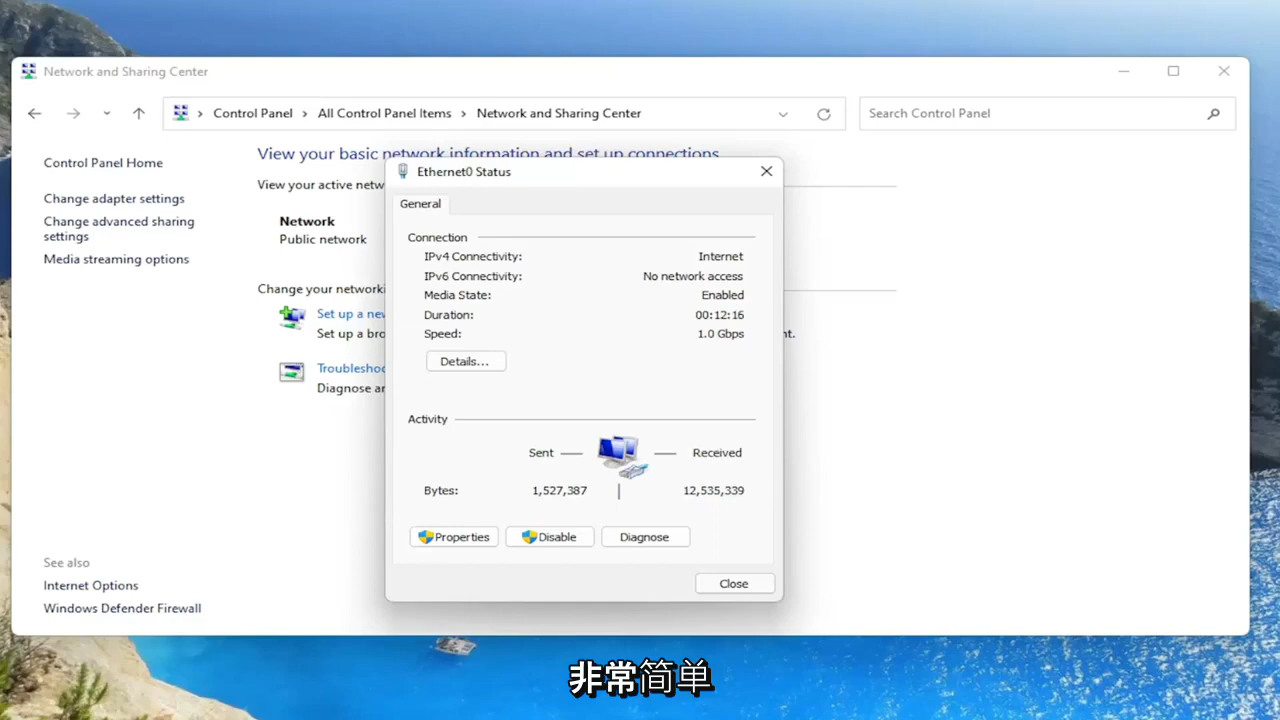 Network and Sharing Center
Control Panel > All Control Panel Items > Network and Sharing Center
Search Control Panel
Control Panel Home
Change adapter settings
Change advanced sharing
settings
Media streaming options
See also
Internet Options
Windows Defender Firewall
View your basic network information and set up connections
View your active netw
Network
Public network
Change your networki
Set up a new
Set up a bro
nt.
Troubleshoo
Diagnose an
Ethernet0 Status
General
Connection
IPv4 Connectivity: Internet
IPv6 Connectivity: No network access
Media State: Enabled
Duration: 00:12:16
Speed: 1.0 Gbps
Details...
Activity
Sent — — Received
Bytes: 1,527,387 | 12,535,339
Properties Disable Diagnose
Close
非常简单